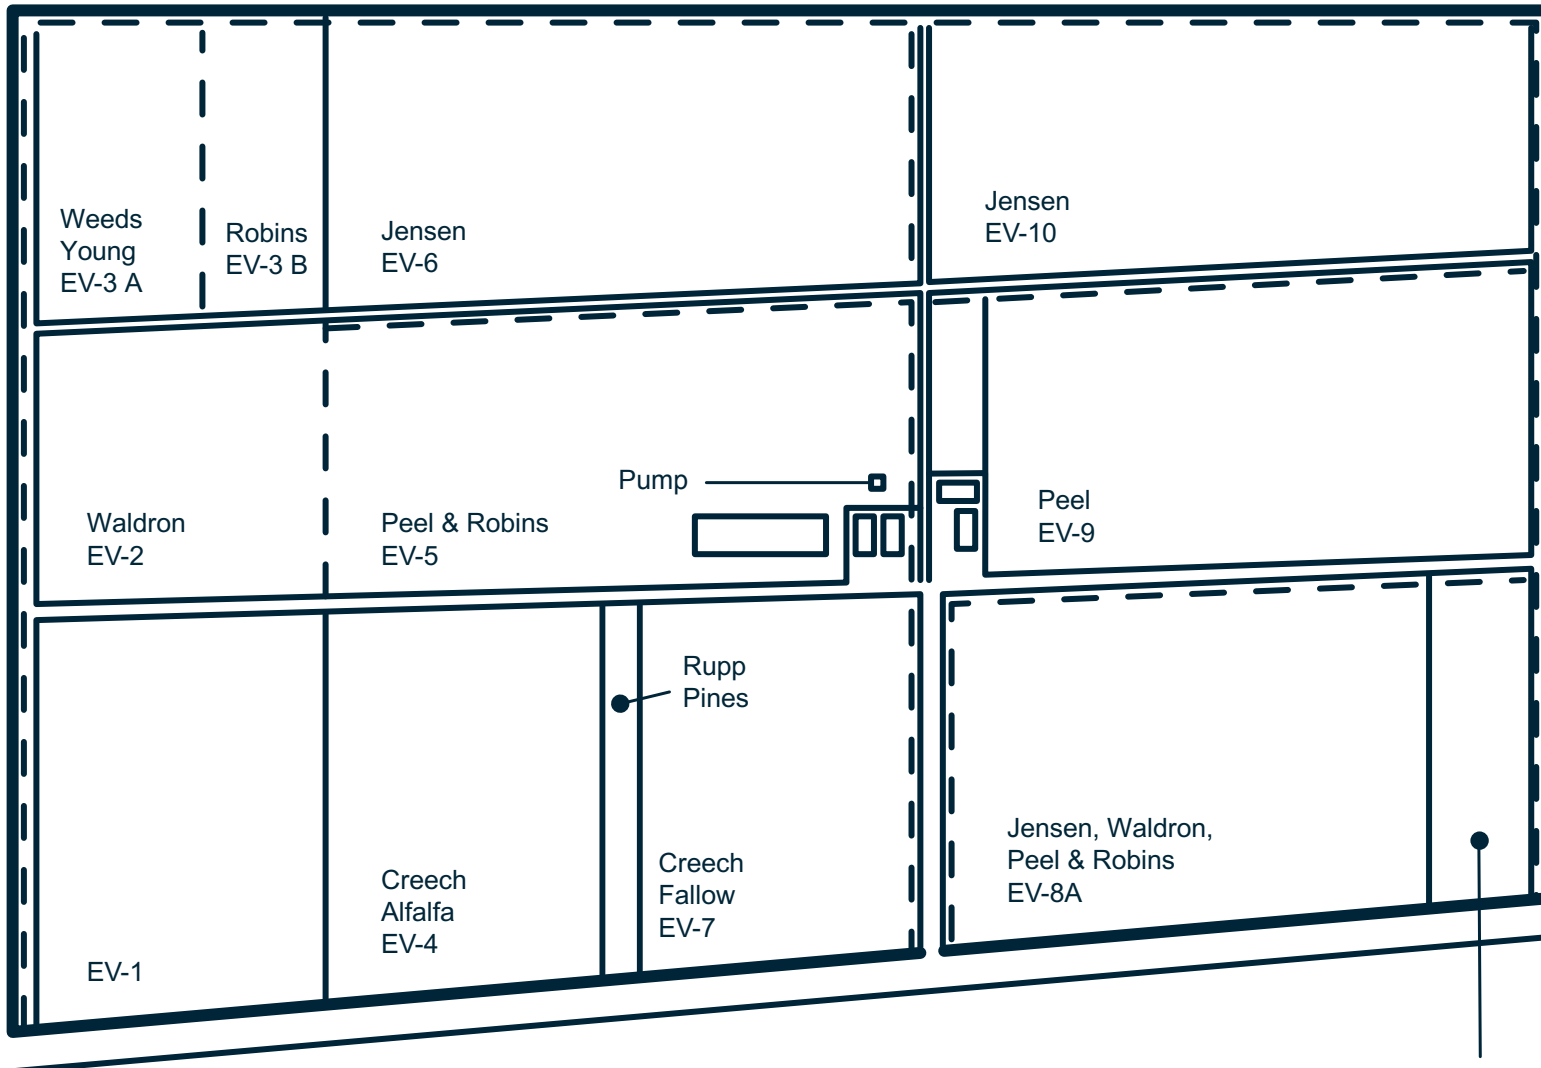 Weeds
Young
EV-3 A
Robins
EV-3 B
Jensen
EV-6
Jensen
EV-10
Waldron
EV-2
Peel & Robins
EV-5
Pump
Peel
EV-9
EV-1
Creech
Alfalfa
EV-4
Rupp
Pines
Creech
Fallow
EV-7
Jensen, Waldron,
Peel & Robins
EV-8A